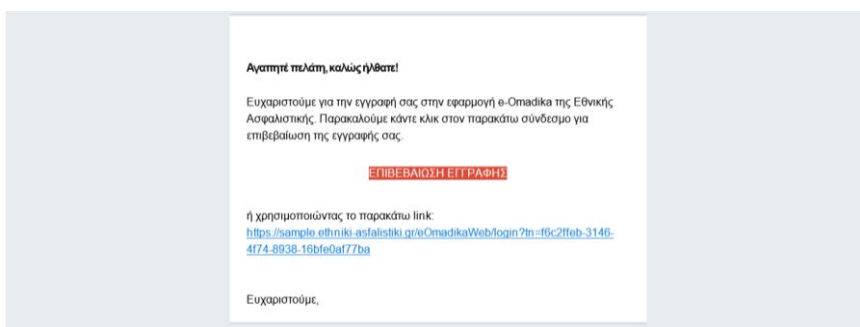 Αγαπητέ πελάτη, καλώς ήλθατε!
Ευχαριστούμε για την εγγραφή σας στην εφαρμογή e-Omadika της Εθνικής
Ασφαλιστικής. Παρακαλούμε κάντε κλικ στον παρακάτω σύνδεσμο για
επιβεβαίωση της εγγραφής σας.
ΕΠΙΒΕΒΑΙΩΣΗ ΕΓΓΡΑΦΗΣ
ή χρησιμοποιώντας το παρακάτω link:
https://sample.ethniki-asfalistiki.gr/eOmadikaWeb/login?tn=f6c2ffeb-3146-
4f74-8938-16bfe0af77ba
Ευχαριστούμε,